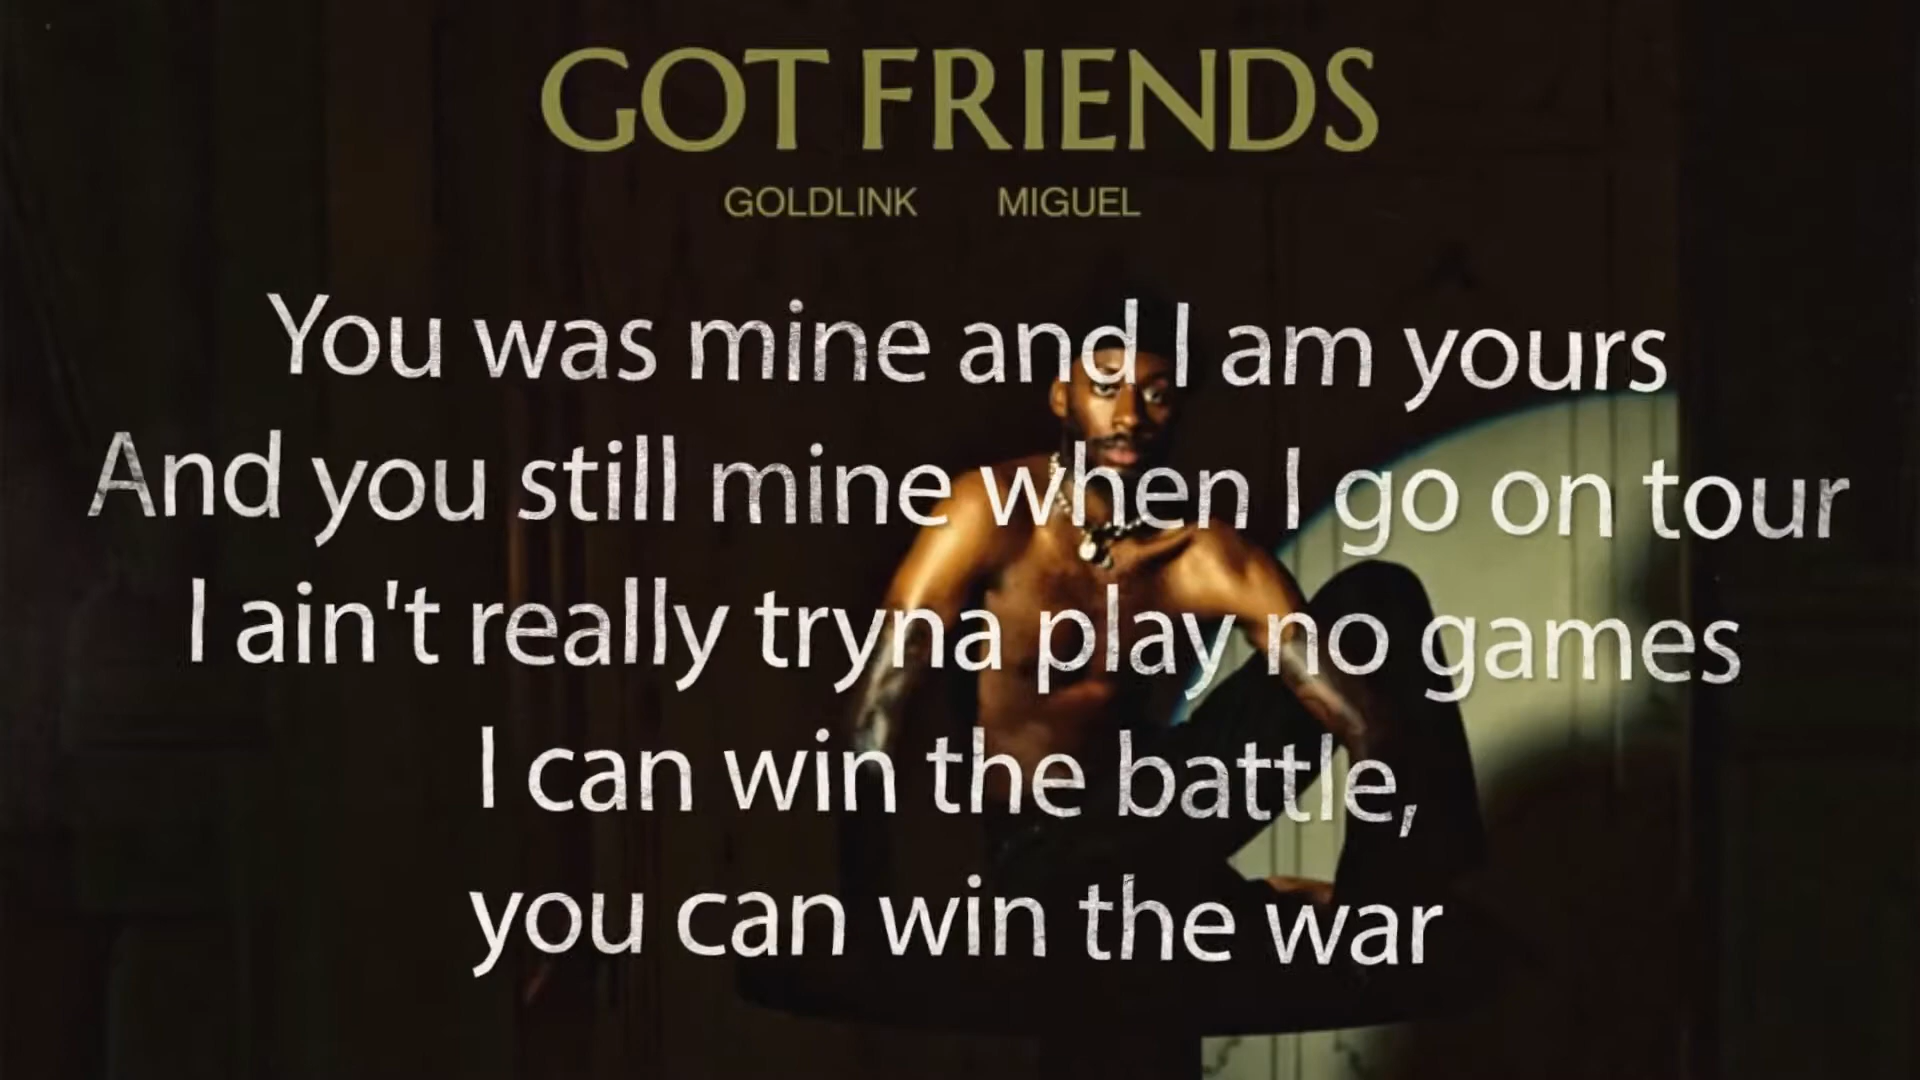 GOT FRIENDS
GOLDLINK MIGUEL
You was mine and I am yours
And you still mine when I go on tour
I ain't really tryna play no games
I can win the battle,
you can win the war